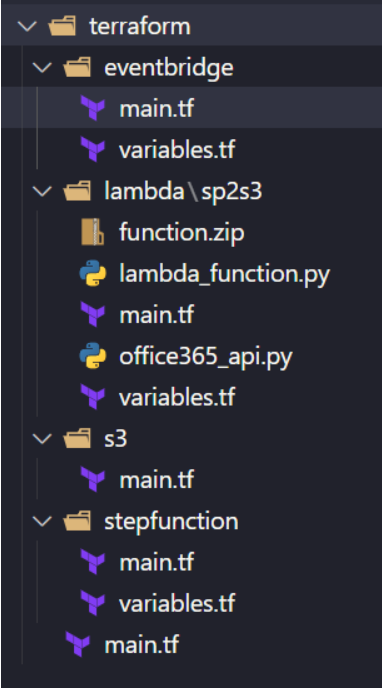 terraform
eventbridge
main.tf
variables.tf
lambda\sp2s3
function.zip
lambda_function.py
main.tf
office365_api.py
variables.tf
s3
main.tf
stepfunction
main.tf
variables.tf
main.tf